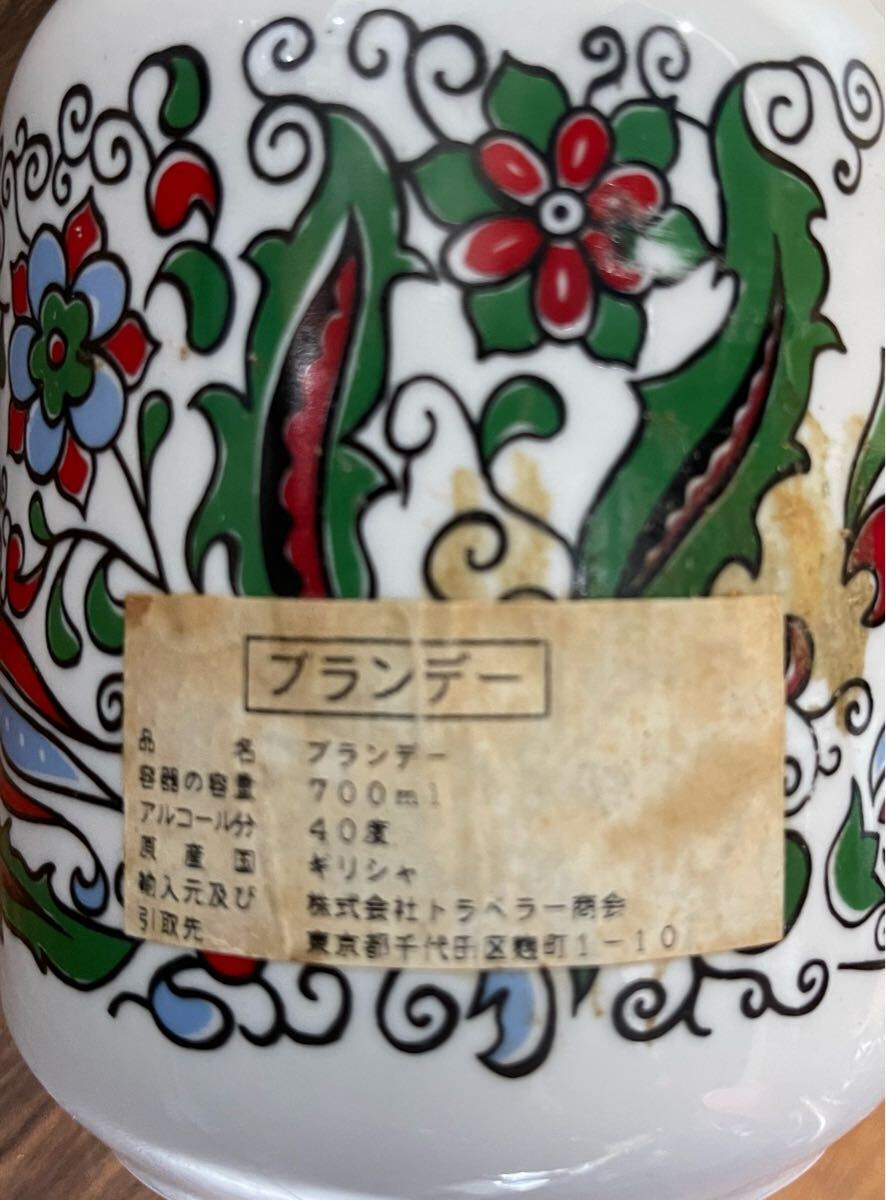 ブランデー
品名 ブランデー
容器の容量 700ml
アルコール分 40度
原産国 ギリシャ
輸入元及び 株式会社トラベラー商会
引取先 東京都千代田区麹町1-10